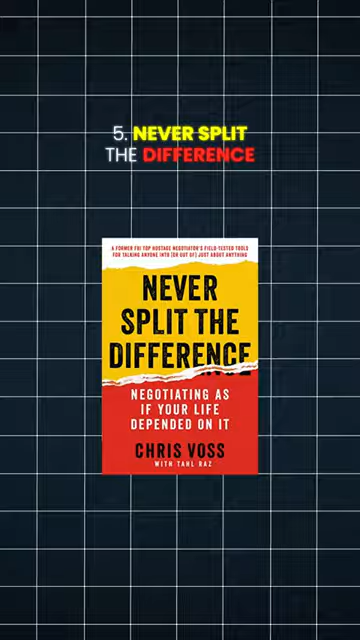 5. NEVER SPLIT
THE DIFFERENCE
A FORMER FBI TOP HOSTAGE NEGOTIATOR'S FIELD-TESTED TOOLS
FOR TALKING ANYONE INTO (OR OUT OF) JUST ABOUT ANYTHING
NEVER
SPLIT THE
DIFFERENCE
NEGOTIATING AS
IF YOUR LIFE
DEPENDED ON IT
CHRIS VOSS
WITH TAHL RAZ